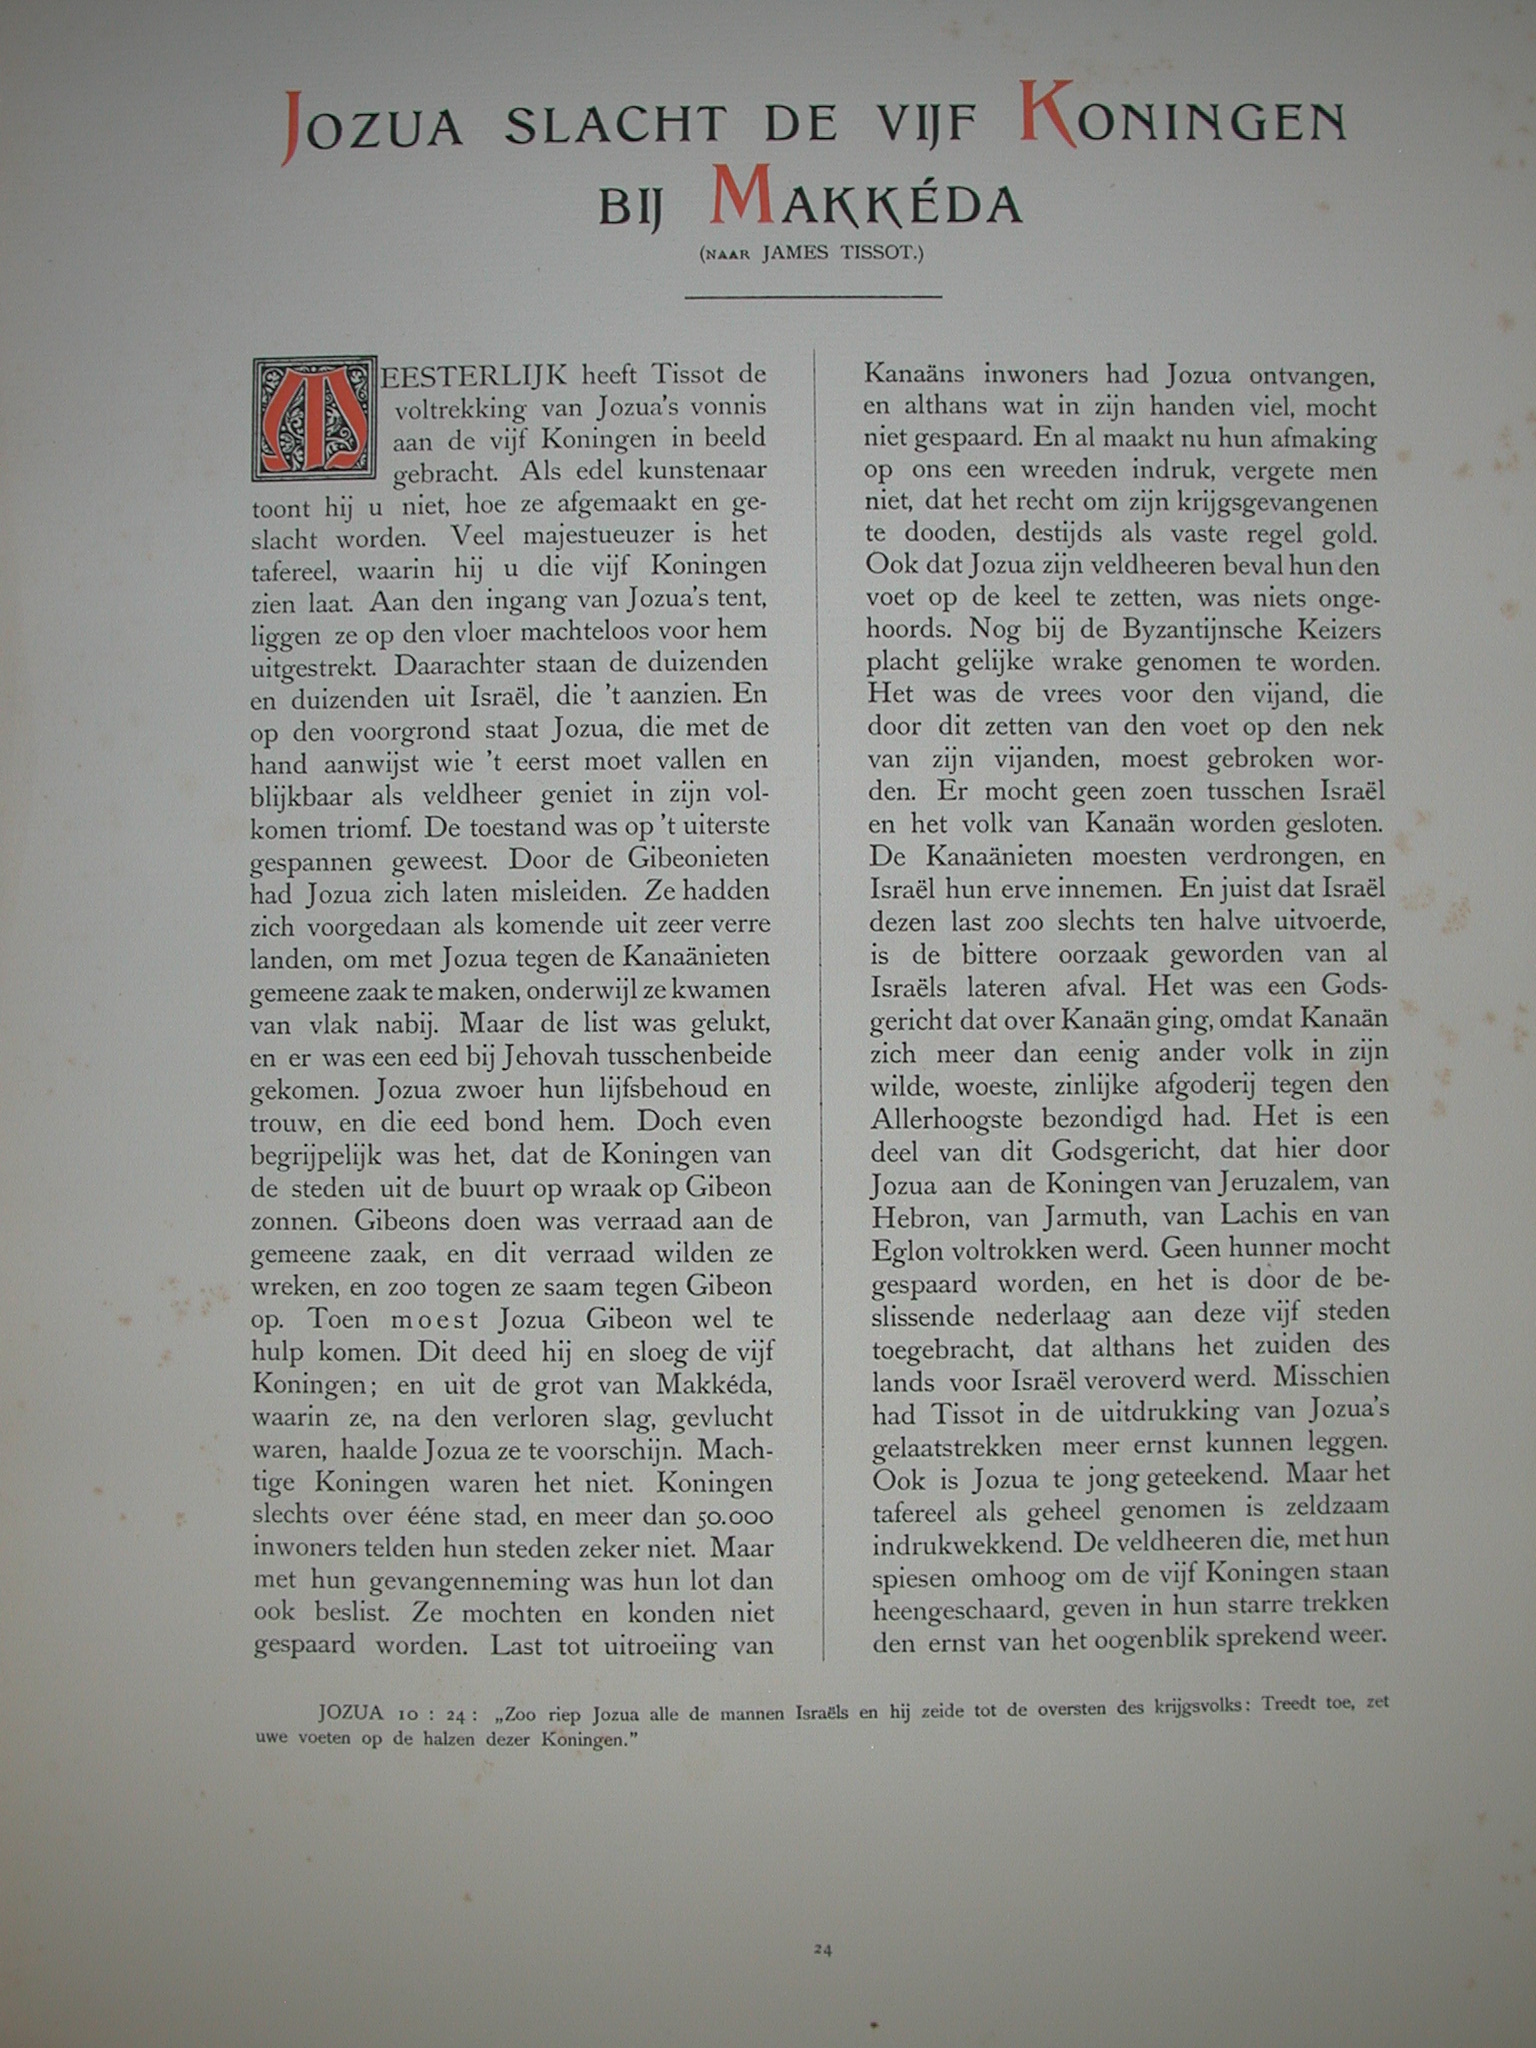 JOZUA SLACHT DE VIJF KONINGEN
BIJ MAKKÉDA
(NAAR JAMES TISSOT.)
MEESTERLIJK heeft Tissot de
voltrekking van Jozua's vonnis
aan de vijf Koningen in beeld
gebracht. Als edel kunstenaar
toont hij u niet, hoe ze afgemaakt en ge-
slacht worden. Veel majestueuzer is het
tafereel, waarin hij u die vijf Koningen
zien laat. Aan den ingang van Jozua's tent,
liggen ze op den vloer machteloos voor hem
uitgestrekt. Daarachter staan de duizenden
en duizenden uit Israël, die 't aanzien. En
op den voorgrond staat Jozua, die met de
hand aanwijst wie 't eerst moet vallen en
blijkbaar als veldheer geniet in zijn vol-
komen triomf. De toestand was op 't uiterste
gespannen geweest. Door de Gibeonieten
had Jozua zich laten misleiden. Ze hadden
zich voorgedaan als komende uit zeer verre
landen, om met Jozua tegen de Kanaänieten
gemeene zaak te maken, onderwijl ze kwamen
van vlak nabij. Maar de list was gelukt,
en er was een eed bij Jehovah tusschenbeide
gekomen. Jozua zwoer hun lijfsbehoud en
trouw, en die eed bond hem. Doch even
begrijpelijk was het, dat de Koningen van
de steden uit de buurt op wraak op Gibeon
zonnen. Gibeons doen was verraad aan de
gemeene zaak, en dit verraad wilden ze
wreken, en zoo togen ze saam tegen Gibeon
op. Toen moest Jozua Gibeon wel te
hulp komen. Dit deed hij en sloeg de vijf
Koningen; en uit de grot van Makkéda,
waarin ze, na den verloren slag, gevlucht
waren, haalde Jozua ze te voorschijn. Mach-
tige Koningen waren het niet. Koningen
slechts over ééne stad, en meer dan 50.000
inwoners telden hun steden zeker niet. Maar
met hun gevangenneming was hun lot dan
ook beslist. Ze mochten en konden niet
gespaard worden. Last tot uitroeiing van
Kanaäns inwoners had Jozua ontvangen,
en althans wat in zijn handen viel, mocht
niet gespaard. En al maakt nu hun afmaking
op ons een wreeden indruk, vergete men
niet, dat het recht om zijn krijgsgevangenen
te dooden, destijds als vaste regel gold.
Ook dat Jozua zijn veldheeren beval hun den
voet op de keel te zetten, was niets onge-
hoords. Nog bij de Byzantijnsche Keizers
placht gelijke wrake genomen te worden.
Het was de vrees voor den vijand, die
door dit zetten van den voet op den nek
van zijn vijanden, moest gebroken wor-
den. Er mocht geen zoen tusschen Israël
en het volk van Kanaän worden gesloten.
De Kanaänieten moesten verdrongen, en
Israël hun erve innemen. En juist dat Israël
dezen last zoo slechts ten halve uitvoerde,
is de bittere oorzaak geworden van al
Israëls lateren afval. Het was een Gods-
gericht dat over Kanaän ging, omdat Kanaän
zich meer dan eenig ander volk in zijn
wilde, woeste, zinlijke afgoderij tegen den
Allerhoogste bezondigd had. Het is een
deel van dit Godsgericht, dat hier door
Jozua aan de Koningen van Jeruzalem, van
Hebron, van Jarmuth, van Lachis en van
Eglon voltrokken werd. Geen hunner mocht
gespaard worden, en het is door de be-
slissende nederlaag aan deze vijf steden
toegebracht, dat althans het zuiden des
lands voor Israël veroverd werd. Misschien
had Tissot in de uitdrukking van Jozua's
gelaatstrekken meer ernst kunnen leggen.
Ook is Jozua te jong geteekend. Maar het
tafereel als geheel genomen is zeldzaam
indrukwekkend. De veldheeren die, met hun
spiesen omhoog om de vijf Koningen staan
heengeschaard, geven in hun starre trekken
den ernst van het oogenblik sprekend weer.
JOZUA 10 : 24 : „Zoo riep Jozua alle de mannen Israëls en hij zeide tot de oversten des krijgsvolks: Treedt toe, zet
uwe voeten op de halzen dezer Koningen.”
24